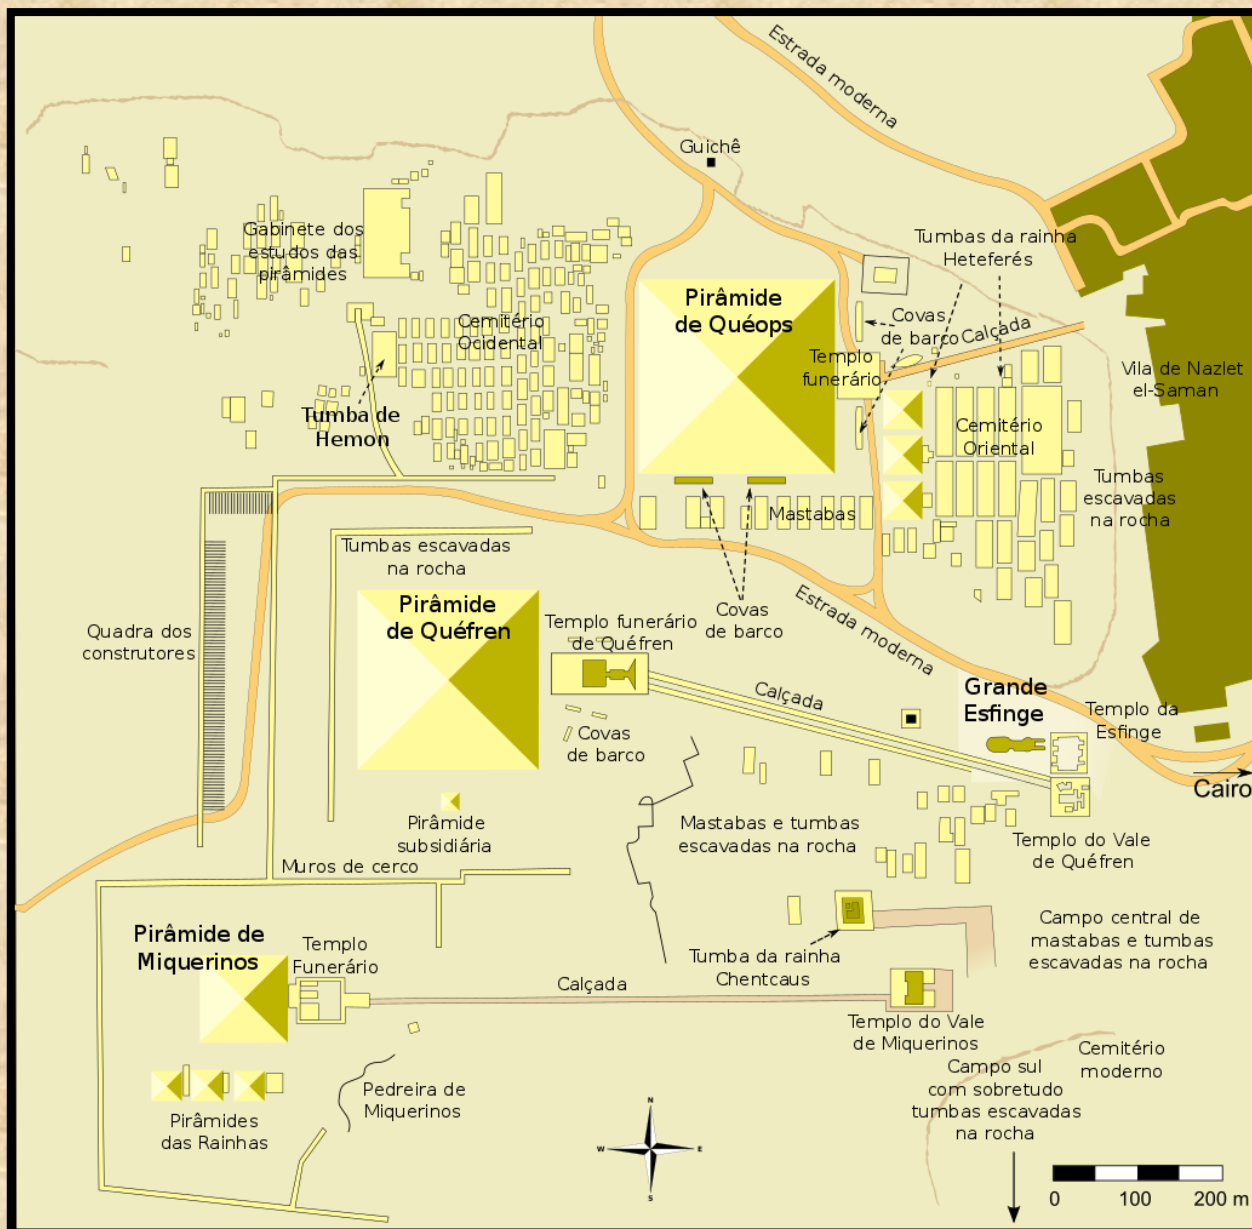 Estrada moderna
Guichê
Gabinete dos
estudos das
pirâmides
Tumbas da rainha
Heteferés
Pirâmide
de Quéops
Covas
de barco
Calçada
Cemitério
Ocidental
Templo
funerário
Vila de Nazlet
el-Saman
Tumba de
Hemon
Cemitério
Oriental
Tumbas
escavadas
na rocha
Mastabas
Tumbas escavadas
na rocha
Pirâmide
de Quéfren
Templo funerário
de Quéfren
Covas
de barco
Estrada moderna
Quadra dos
construtores
Calçada
Grande
Esfinge
Templo da
Esfinge
Covas
de barco
Cairo
Pirâmide
subsidiária
Mastabas e tumbas
escavadas na rocha
Templo do Vale
de Quéfren
Muros de cerco
Pirâmide de
Miquerinos
Templo
Funerário
Campo central de
mastabas e tumbas
escavadas na rocha
Tumba da rainha
Chentcaus
Calçada
Templo do Vale
de Miquerinos
Cemitério
moderno
Campo sul
com sobretudo
tumbas escavadas
na rocha
Pedreira de
Miquerinos
Pirâmides
das Rainhas
N
W
E
S
0 100 200 m